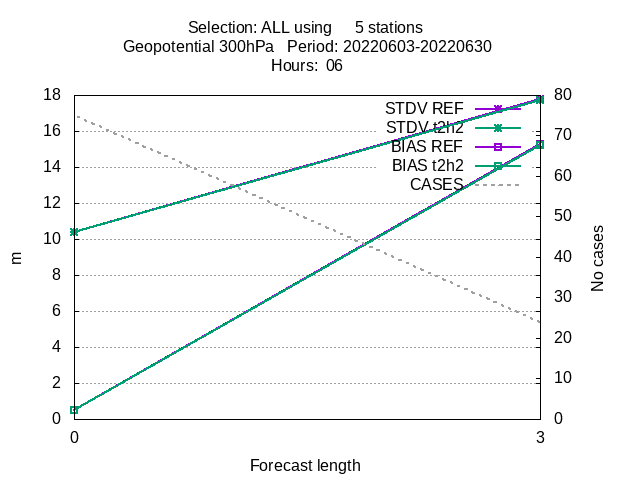 Selection: ALL using 5 stations
Geopotential 300hPa Period: 20220603-20220630
Hours: 06
18
16
14
12
10
8
6
4
2
0
m
80
70
60
50
40
30
20
10
0
No cases
STDV REF
STDV t2h2
BIAS REF
BIAS t2h2
CASES
0
3
Forecast length